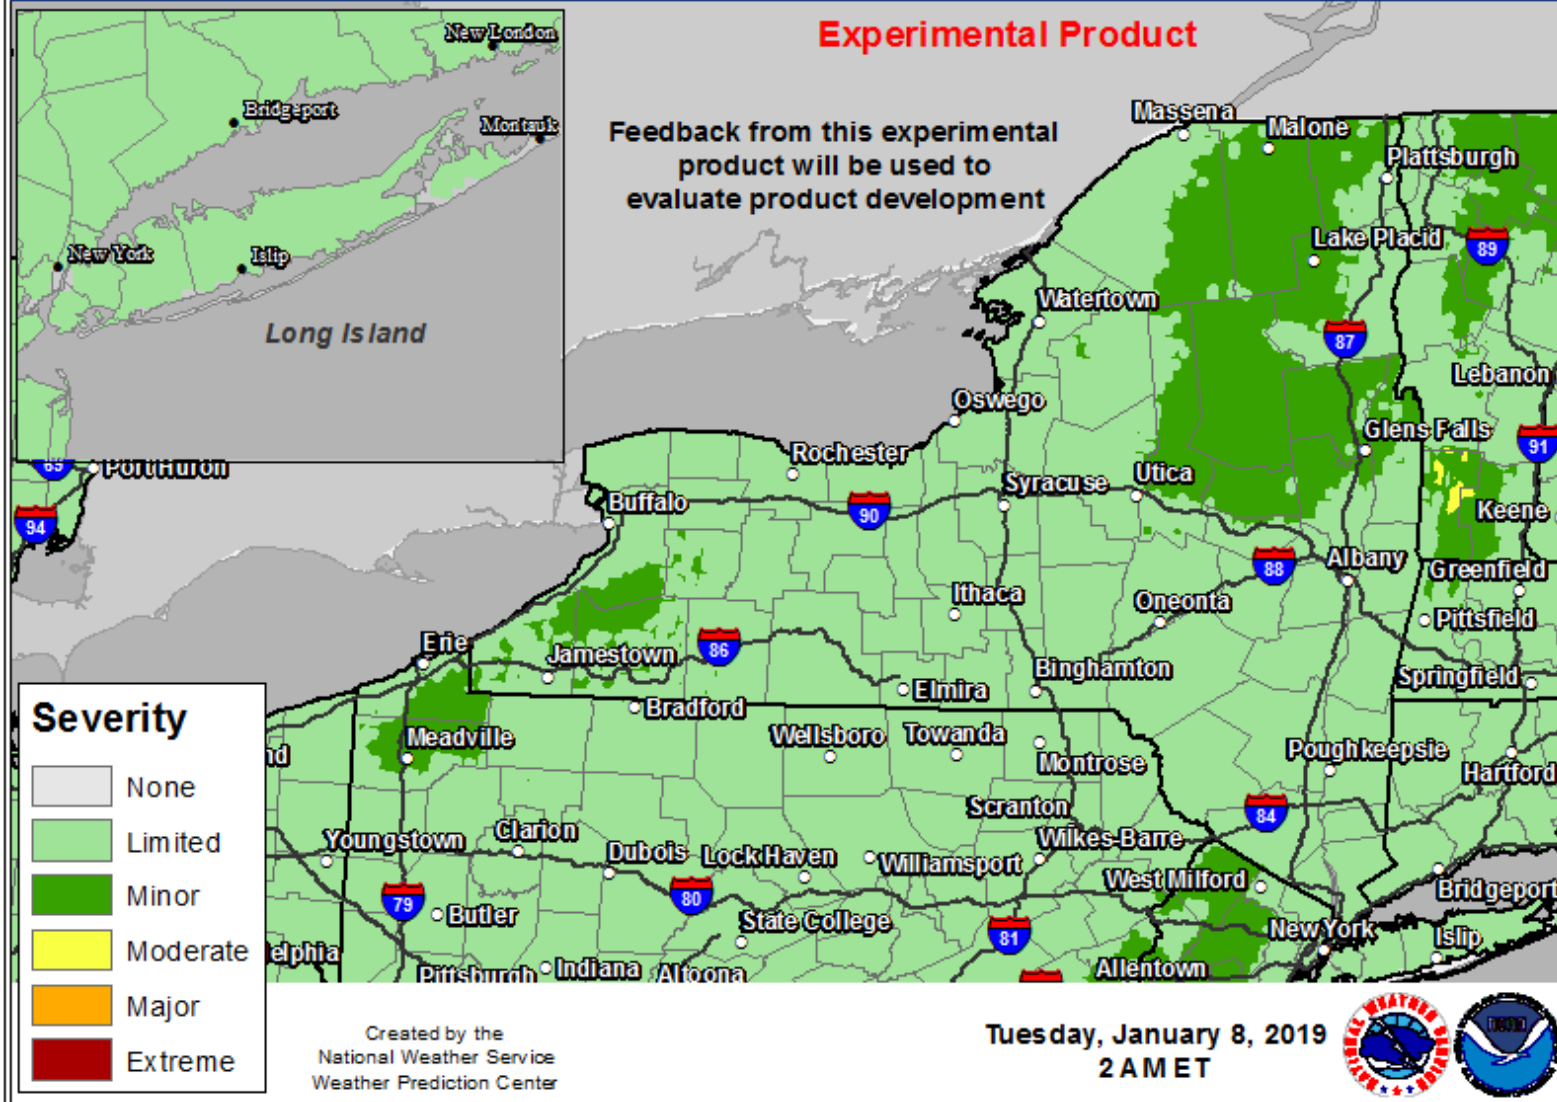 Experimental Product
Feedback from this experimental
product will be used to
evaluate product development
New London
Bridgeport
Montauk
New York
Islip
Long Island
Massena
Malone
Plattsburgh
Lake Placid
89
Watertown
87
Lebanon
Oswego
Glens Falls
91
Rochester
Syracuse
Utica
Port Huron
94
Buffalo
90
Keene
Albany
88
Greenfield
Ithaca
Oneonta
Pittsfield
Erie
86
Jamestown
Binghamton
Elmira
Springfield
Bradford
Meadville
Wellsboro
Towanda
Montrose
Poughkeepsie
Hartford
Scranton
84
Youngstown
Clarion
Dubois
Lock Haven
Williamsport
Wilkes-Barre
West Milford
Bridgeport
79
80
Butler
State College
81
New York
Islip
elphia
Pittsburgh
Indiana
Altoona
Allentown
Severity
None
Limited
Minor
Moderate
Major
Extreme
Created by the
National Weather Service
Weather Prediction Center
Tuesday, January 8, 2019
2AM ET
NATIONAL WEATHER SERVICE